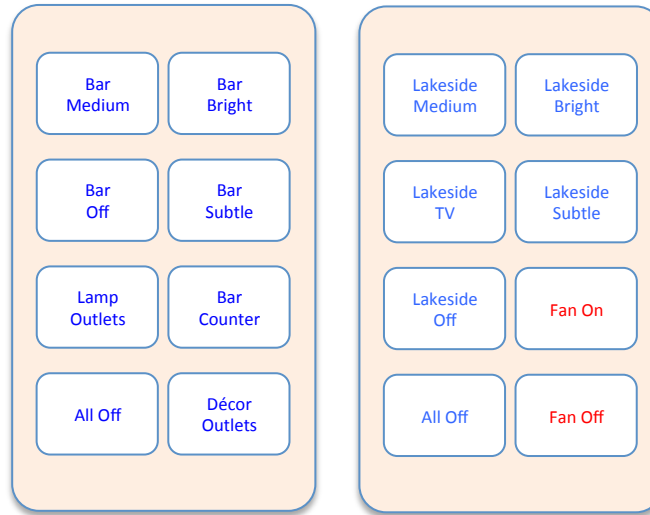 Bar
Medium
Bar
Bright
Bar
Off
Bar
Subtle
Lamp
Outlets
Bar
Counter
All Off
Décor
Outlets
Lakeside
Medium
Lakeside
Bright
Lakeside
TV
Lakeside
Subtle
Lakeside
Off
Fan On
All Off
Fan Off